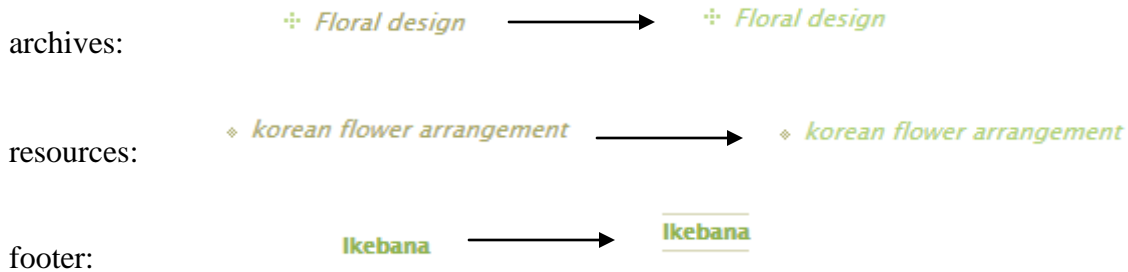 Floral design Floral design
archives:
korean flower arrangement korean flower arrangement
resources:
Ikebana Ikebana
footer: